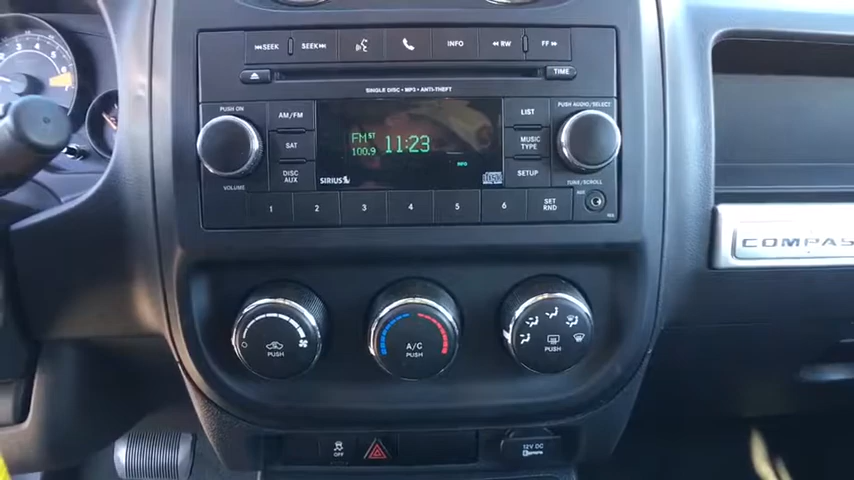 SEEK SEEK INFO RW FF
TIME
SINGLE DISC • MP3 • ANTI-THEFT
PUSH ON
VOLUME
AM/FM
SAT
DISC
AUX
FM ST
100.9
11:23
INFO
SIRIUS
LIST
MUSIC
TYPE
SETUP
PUSH AUDIO/SELECT
TUNE/SCROLL
1 2 3 4 5 6 SET
RND
COMPASS
PUSH
A/C
PUSH
PUSH
OFF
12V DC